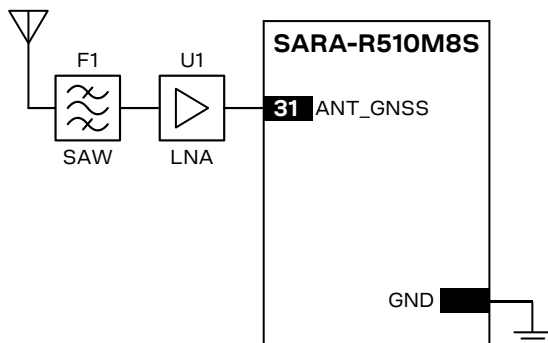 SARA-R510M8S
F1
U1
31
ANT_GNSS
SAW
LNA
GND